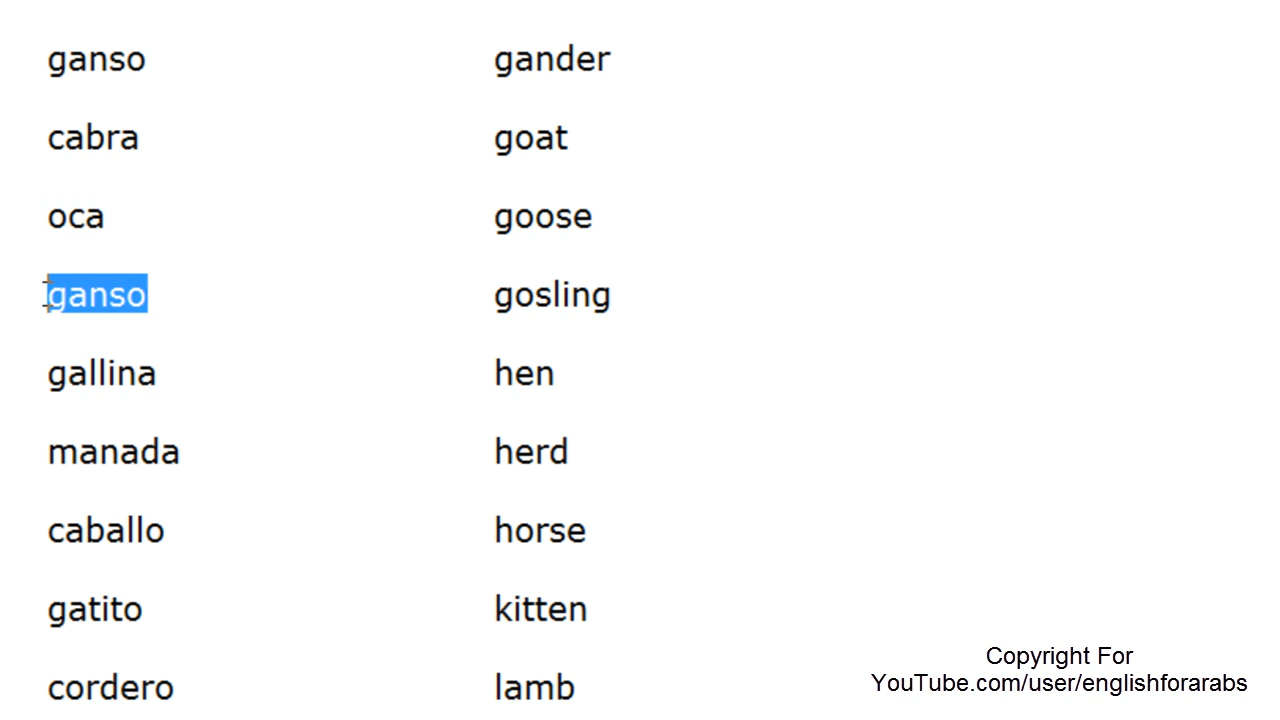 ganso gander
cabra goat
oca goose
ganso gosling
gallina hen
manada herd
caballo horse
gatito kitten
cordero lamb
Copyright For
YouTube.com/user/englishforarabs